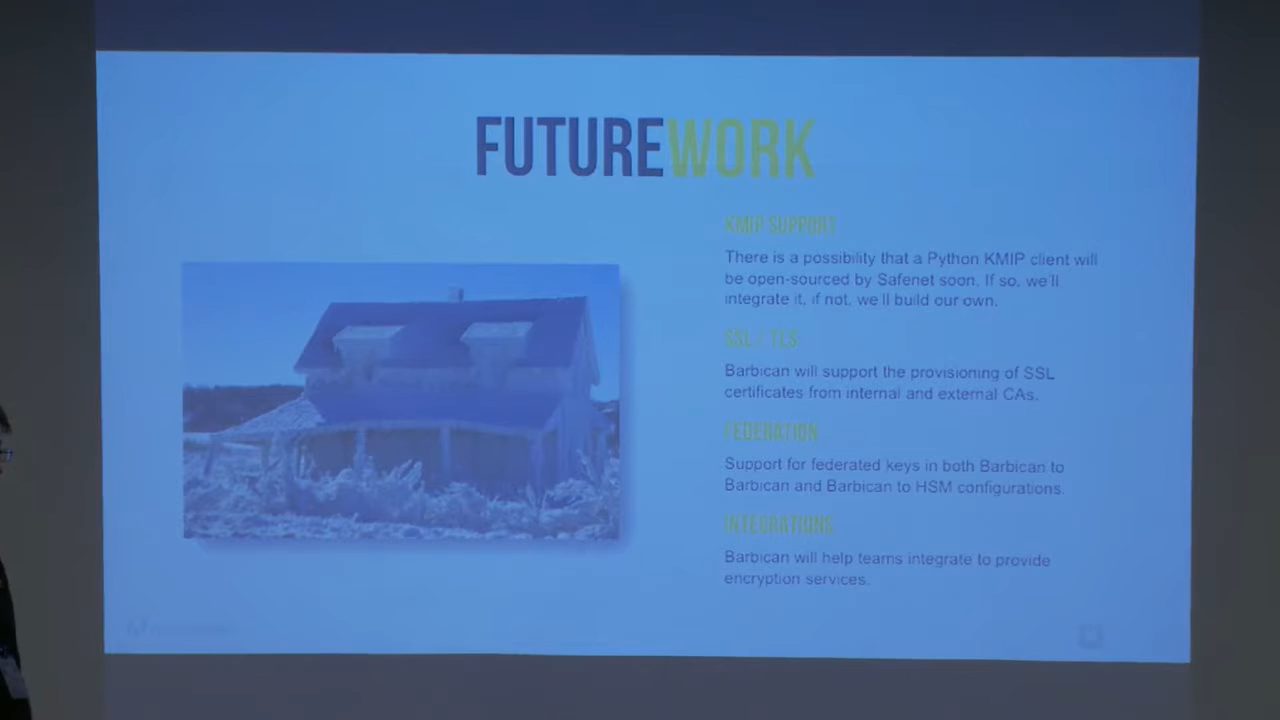 FUTUREWORK
KMIP SUPPORT
There is a possibility that a Python KMIP client will
be open-sourced by Safenet soon. If so, we'll
integrate it, if not, we'll build our own.
SSL / TLS
Barbican will support the provisioning of SSL
certificates from internal and external CAs.
FEDERATION
Support for federated keys in both Barbican to
Barbican and Barbican to HSM configurations.
INTEGRATIONS
Barbican will help teams integrate to provide
encryption services.